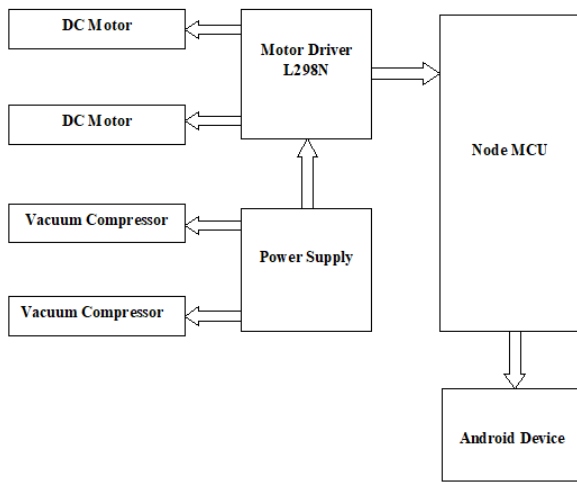 DC Motor
Motor Driver
L298N
DC Motor
Node MCU
Vacuum Compressor
Power Supply
Vacuum Compressor
Android Device